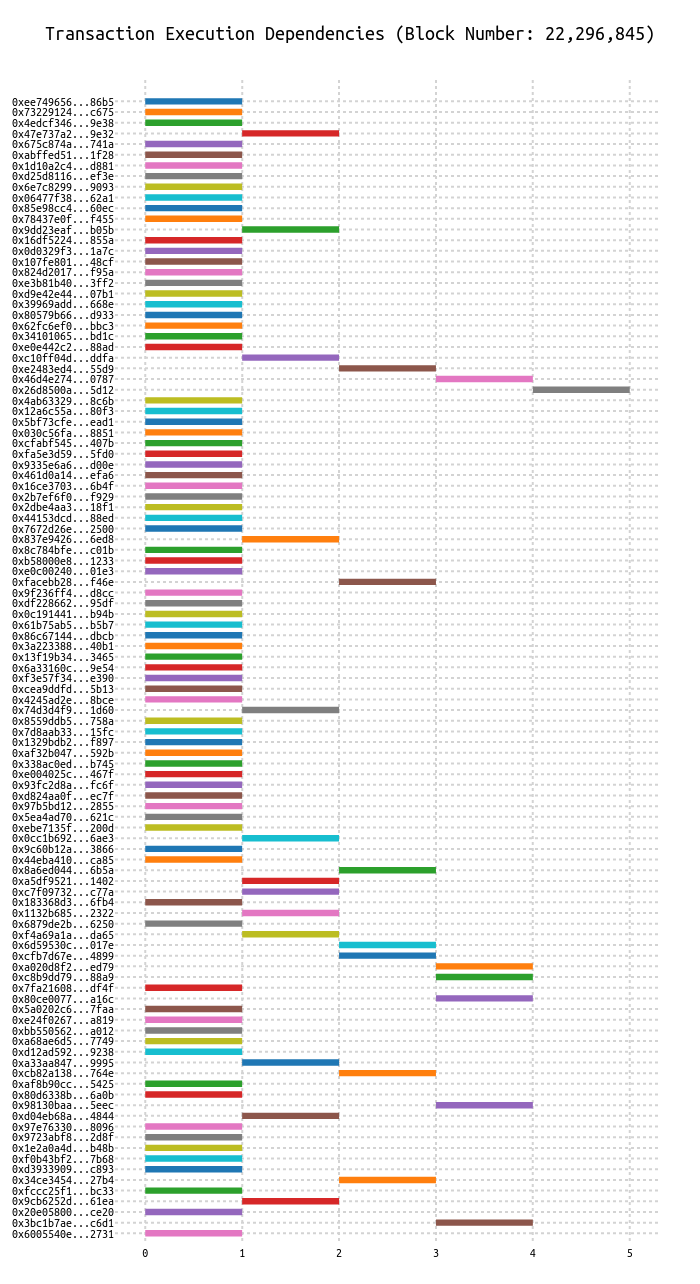 Transaction Execution Dependencies (Block Number: 22,296,845)
0xee749656...86b5
0x73229124...c675
0x4edcf346...9e38
0x47e737a2...9e32
0x675c874a...741a
0xabffed51...1f28
0x1d10a2c4...d881
0xd25d8116...ef3e
0x6e7c8299...9093
0x06477f38...62a1
0x85e98cc4...60ec
0x78437e0f...f455
0x9dd23eaf...b05b
0x16df5224...855a
0x0d0329f3...1a7c
0x107fe801...48cf
0x824d2017...f95a
0xe3b81b40...3ff2
0xd9e42e44...07b1
0x39969add...668e
0x80579b66...d933
0x62fc6ef0...bbc3
0x34101065...bd1c
0xe0e442c2...88ad
0xc10ff04d...ddfa
0xe2483ed4...55d9
0x46d4e274...0787
0x26d8500a...5d12
0x4ab63329...8c6b
0x12a6c55a...80f3
0x5bf73cfe...ead1
0x030c56fa...8851
0xcfabf545...407b
0xfa5e3d59...5fd0
0x9335e6a6...d00e
0x461d0a14...efa6
0x16ce3703...6b4f
0x2b7ef6f0...f929
0x2dbe4aa3...18f1
0x44153dcd...88ed
0x7672d26e...2500
0x837e9426...6ed8
0x8c784bfe...c01b
0xb58000e8...1233
0xe0c00240...01e3
0xfacebb28...f46e
0x9f236ff4...d8cc
0xdf228662...95df
0x0c191441...b94b
0x61b75ab5...b5b7
0x86c67144...dbcb
0x3a223388...40b1
0x13f19b34...3465
0x6a33160c...9e54
0xf3e57f34...e390
0xcea9ddfd...5b13
0x4245ad2e...8bce
0x74d3d4f9...1d60
0x8559ddb5...758a
0x7d8aab33...15fc
0x1329bdb2...f897
0xaf32b047...592b
0x338ac0ed...b745
0xe004025c...467f
0x93fc2d8a...fc6f
0xd824aa0f...ec7f
0x97b5bd12...2855
0x5ea4ad70...621c
0xebe7135f...200d
0x0cc1b692...6ae3
0x9c60b12a...3866
0x44eba410...ca85
0x8a6ed044...6b5a
0xa5df9521...1402
0xc7f09732...c77a
0x183368d3...6fb4
0x1132b685...2322
0x6879de2b...6250
0xf4a69a1a...da65
0x6d59530c...017e
0xcfb7d67e...4899
0xa020d8f2...ed79
0xc8b9dd79...88a9
0x7fa21608...df4f
0x80ce0077...a16c
0x5a0202c6...7faa
0xe24f0367...a819
0xbb550562...a012
0xa68ae6d5...7749
0xd12ad592...9238
0xa33aa847...9995
0xcb82a138...764e
0xaf8b90cc...5425
0x80d6338b...6a0b
0x98130baa...5eec
0xd04eb68a...4844
0x97e76330...8096
0x9723abf8...2d8f
0x1e2a0a4d...b48b
0xf0b43bf2...7b68
0xd3933909...c893
0x34ce3454...27b4
0xfccc25f1...bc33
0x9cb6252d...61ea
0x20e05800...ce20
0x3bc1b7ae...c6d1
0x6005540e...2731
0 1 2 3 4 5